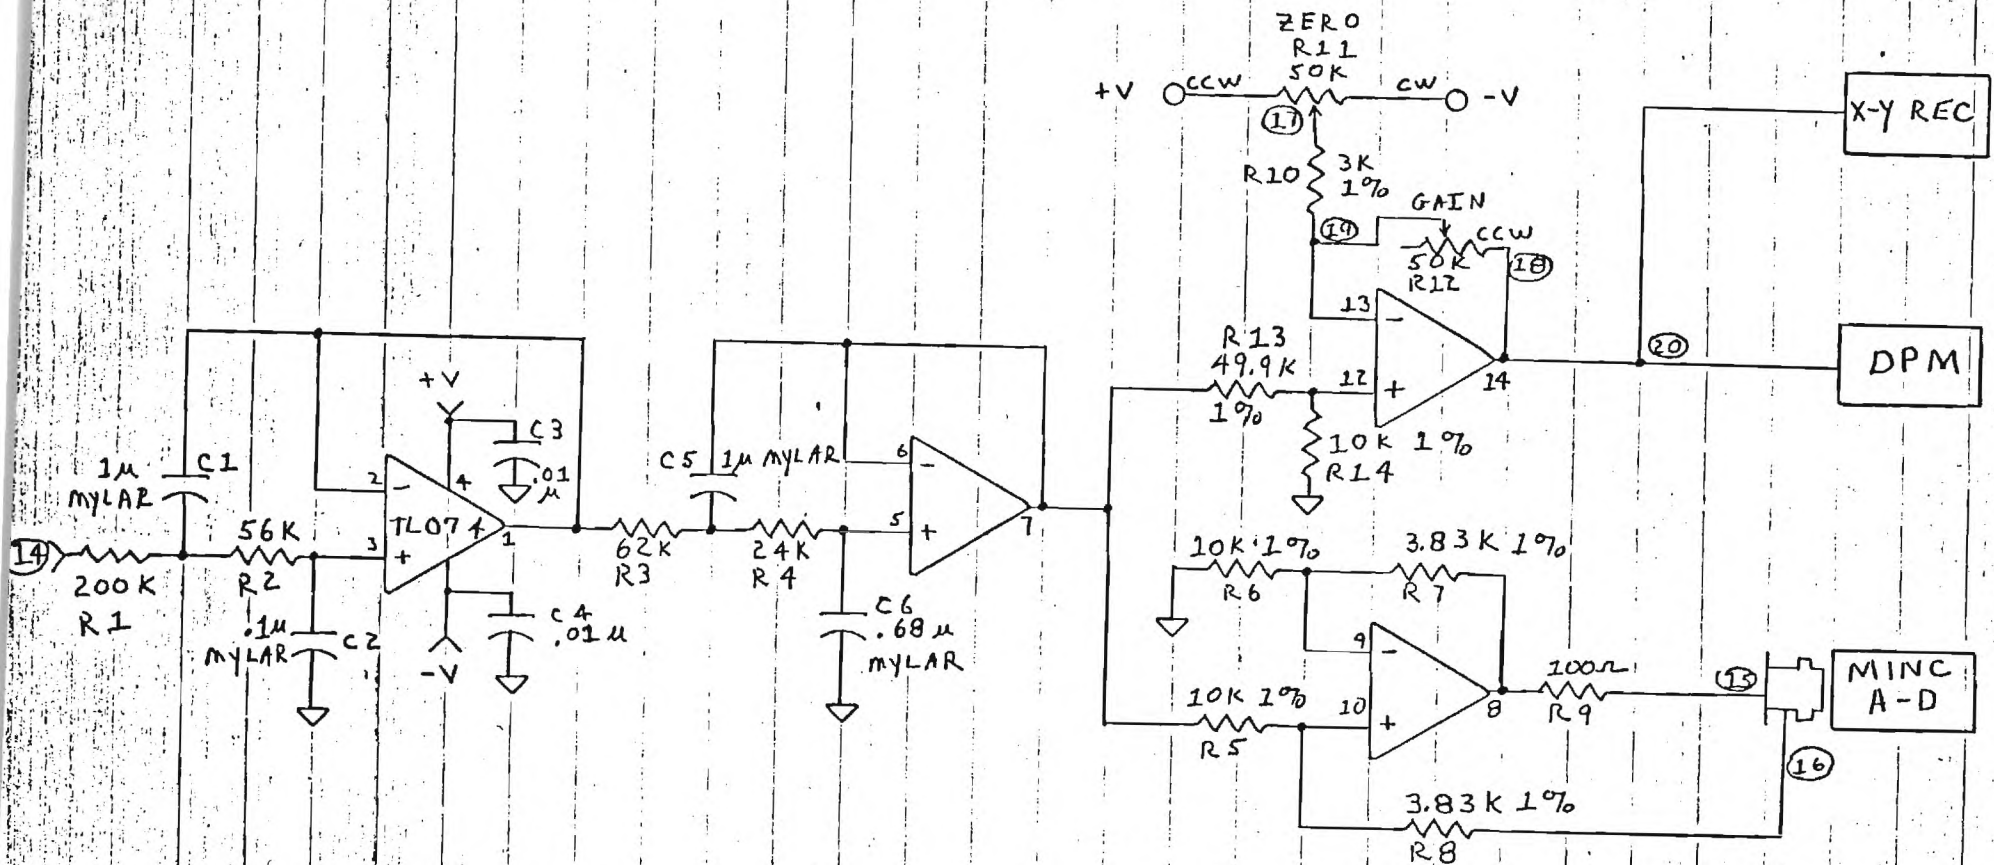 ZERO
R11
50K
+V
CCW
CW
-V
17
R10
3K
1%
GAIN
19
CCW
50K
R12
18
X-Y REC
13
-
R13
49.9K
1%
12
+
14
10K 1%
R14
20
DPM
+V
C3
.01
μ
1μ
MYLAR
C1
2
-
4
TL074
1
3
+
14
200K
R1
56K
R2
.1μ
MYLAR
C2
-V
C4
.01μ
62K
R3
24K
R4
C5
1μ MYLAR
6
-
5
+
7
C6
.68μ
MYLAR
10K 1%
R6
3.83K 1%
R7
9
-
10K 1%
R5
10
+
8
100Ω
R9
15
MINC
A-D
16
3.83K 1%
R8